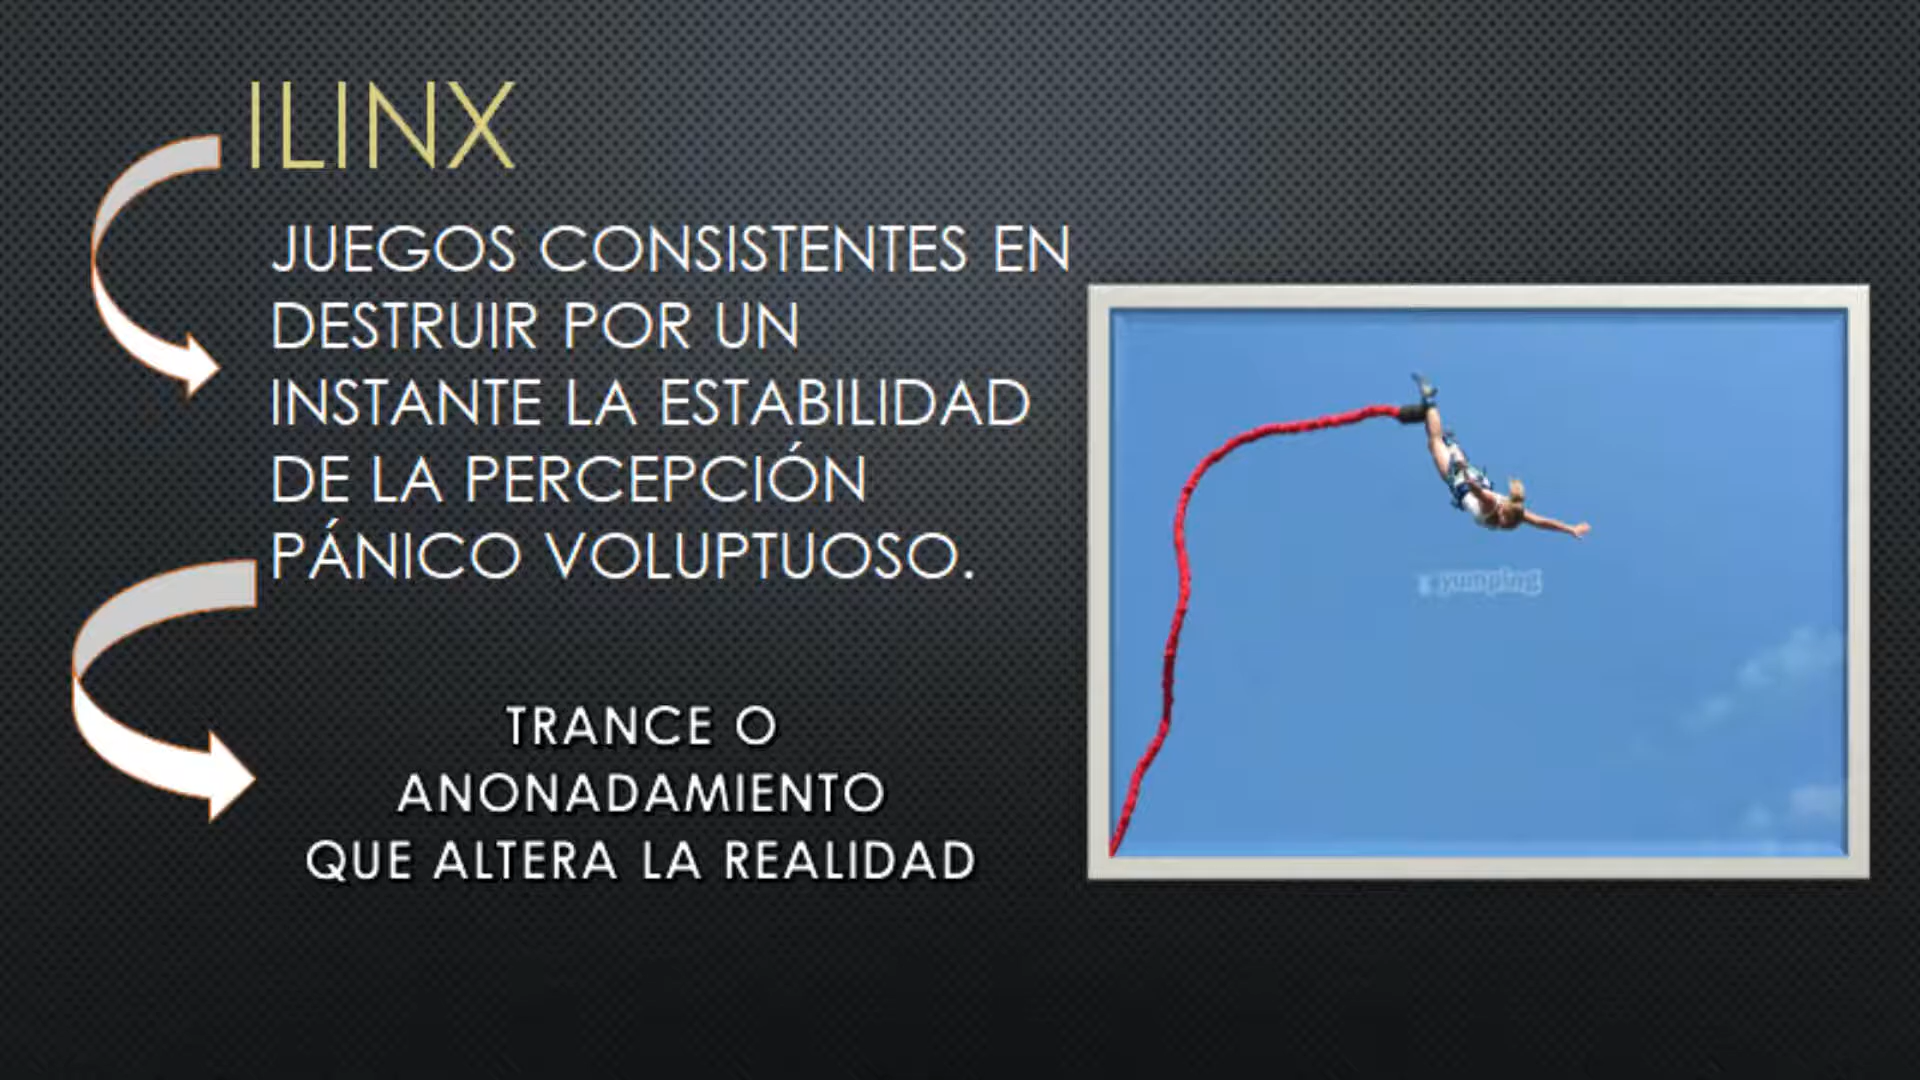 ILINX
JUEGOS CONSISTENTES EN
DESTRUIR POR UN
INSTANTE LA ESTABILIDAD
DE LA PERCEPCIÓN
PÁNICO VOLUPTUOSO.
TRANCE O
ANONADAMIENTO
QUE ALTERA LA REALIDAD
yumping